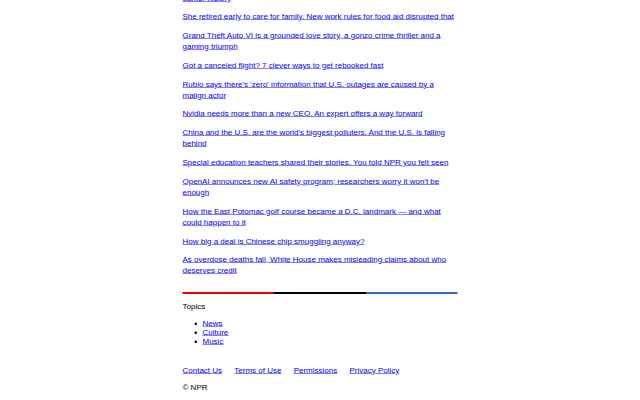 She retired early to care for family. New work rules for food aid disrupted that
Grand Theft Auto VI is a grounded love story, a gonzo crime thriller and a
gaming triumph
Got a canceled flight? 7 clever ways to get rebooked fast
Rubio says there's 'zero' information that U.S. outages are caused by a
malign actor
Nvidia needs more than a new CEO. An expert offers a way forward
China and the U.S. are the world's biggest polluters. And the U.S. is falling
behind
Special education teachers shared their stories. You told NPR you felt seen
OpenAI announces new AI safety program; researchers worry it won't be
enough
How the East Potomac golf course became a D.C. landmark — and what
could happen to it
How big a deal is Chinese chip smuggling anyway?
As overdose deaths fall, White House makes misleading claims about who
deserves credit
Topics
News
Culture
Music
Contact Us Terms of Use Permissions Privacy Policy
© NPR